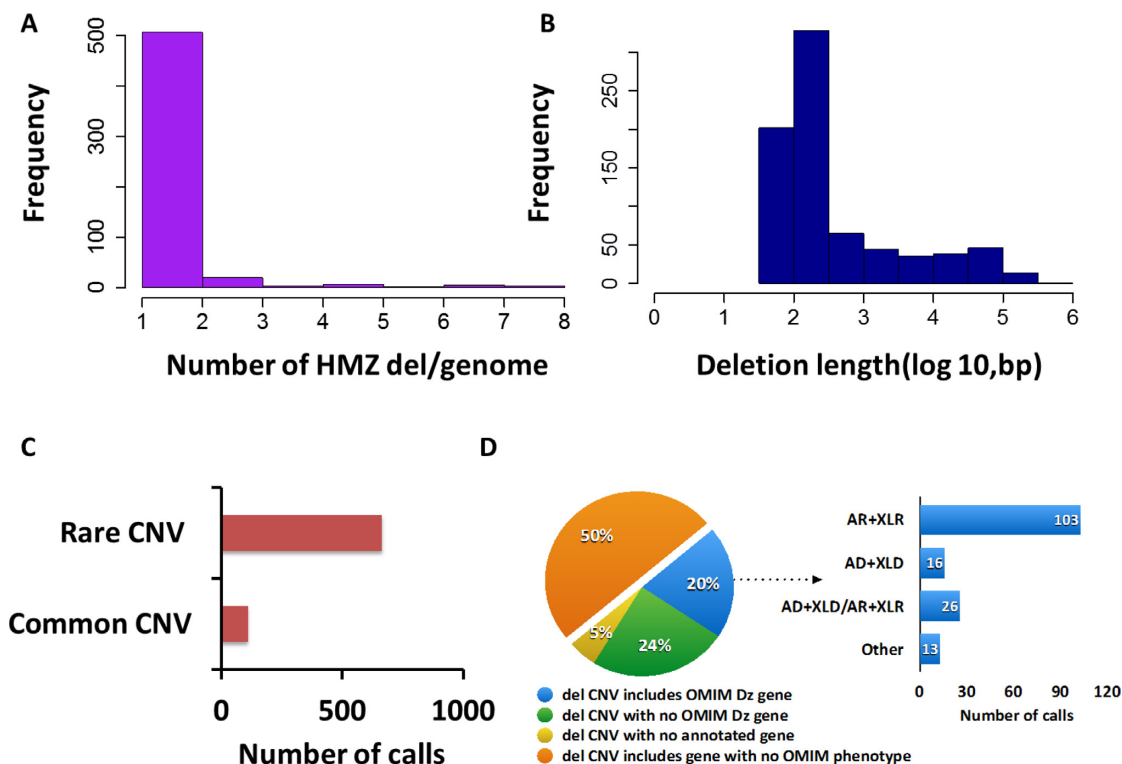 A
Frequency
500
300
100
0
1 2 3 4 5 6 7 8
Number of HMZ del/genome
B
Frequency
250
150
50
0
0 1 2 3 4 5 6
Deletion length(log 10,bp)
C
Rare CNV
Common CNV
0 500 1000
Number of calls
D
50%
20%
5%
24%
del CNV includes OMIM Dz gene
del CNV with no OMIM Dz gene
del CNV with no annotated gene
del CNV includes gene with no OMIM phenotype
AR+XLR 103
AD+XLD 16
AD+XLD/AR+XLR 26
Other 13
0 30 60 90 120
Number of calls